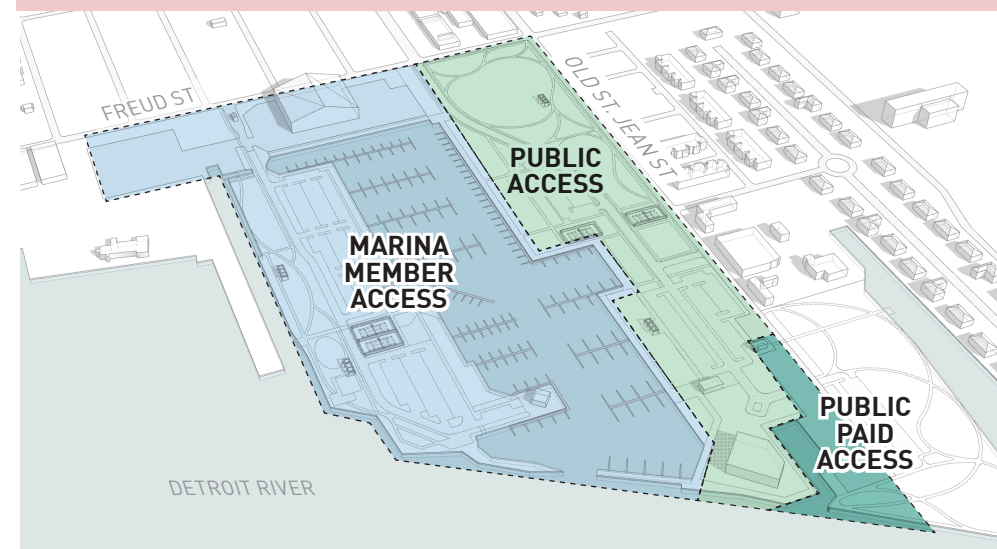 FREUD ST
OLD ST. JEAN ST
PUBLIC
ACCESS
MARINA
MEMBER
ACCESS
PUBLIC
PAID
ACCESS
DETROIT RIVER